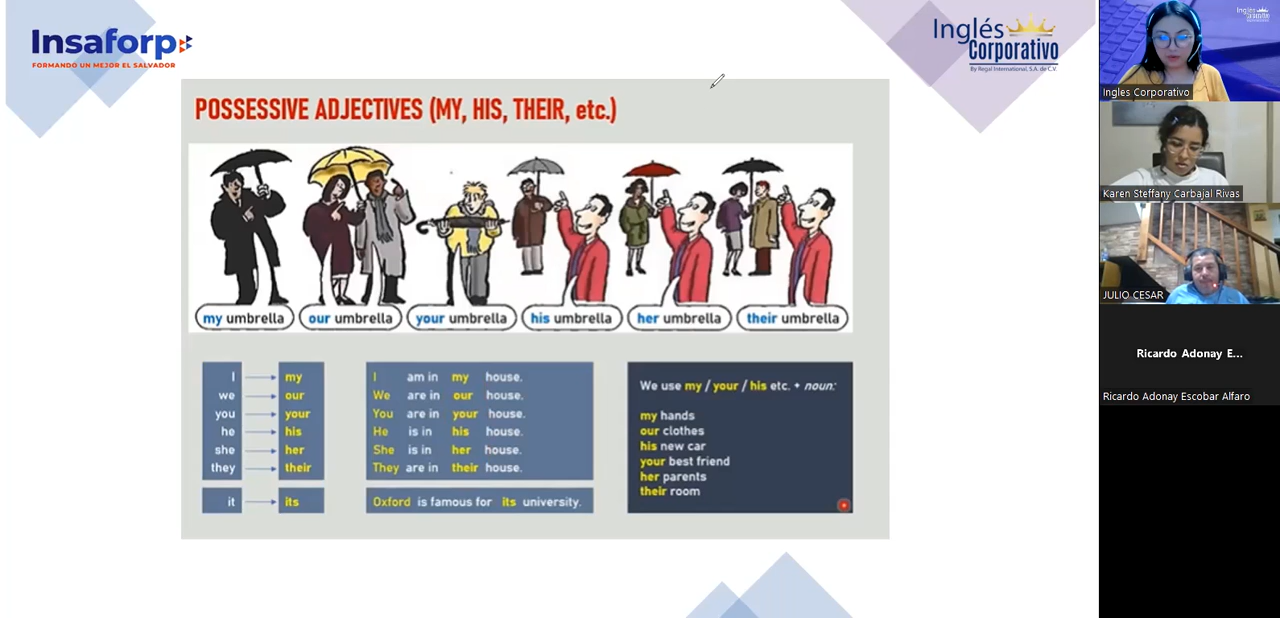 Insaforp
FORMANDO UN MEJOR EL SALVADOR
Inglés
Corporativo
By Regal International, S.A. de C.V.
POSSESSIVE ADJECTIVES (MY, HIS, THEIR, etc.)
my umbrella
our umbrella
your umbrella
his umbrella
her umbrella
their umbrella
I my
we our
you your
he his
she her
they their
it its
I am in my house.
We are in our house.
You are in your house.
He is in his house.
She is in her house.
They are in their house.
Oxford is famous for its university.
We use my / your / his etc. + noun:
my hands
our clothes
his new car
your best friend
her parents
their room
Inglés
Corporativo
Ingles Corporativo
Karen Steffany Carbajal Rivas
JULIO CESAR
Ricardo Adonay E...
Ricardo Adonay Escobar Alfaro